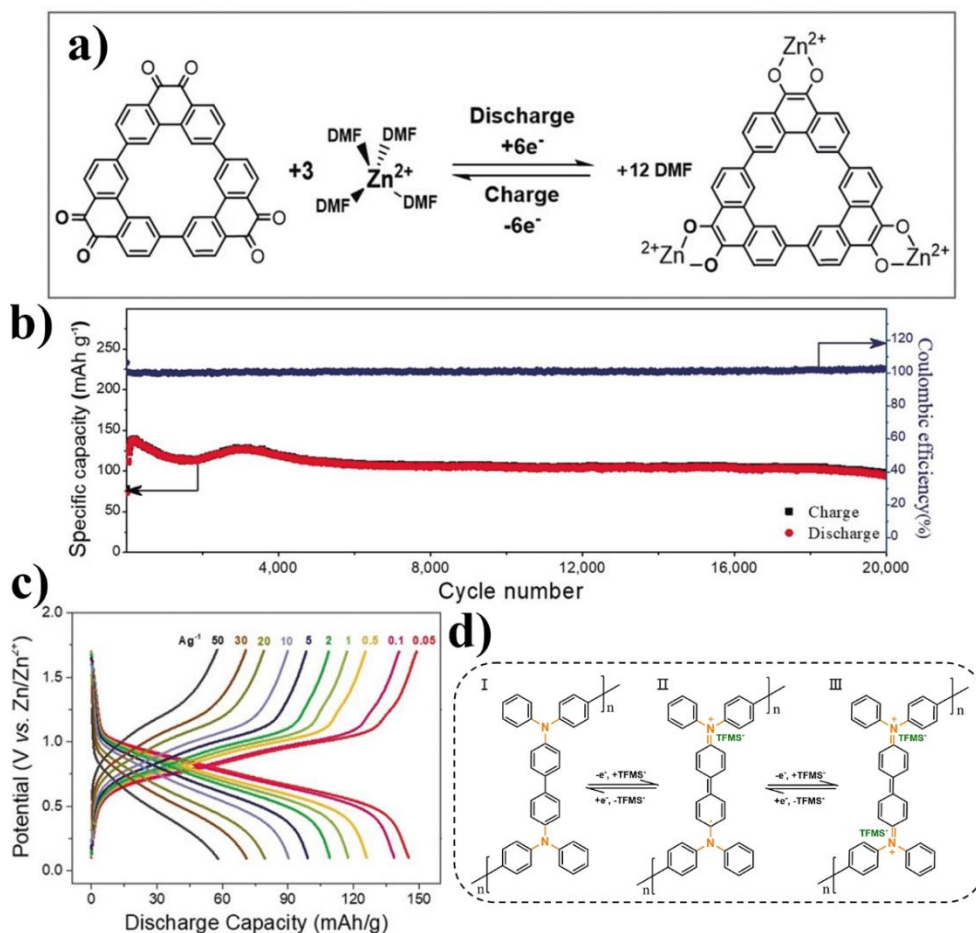 a)
O O
O O
O O
+3
DMF DMF
Zn2+
DMF DMF
Discharge
+6e-
Charge
-6e-
+12 DMF
Zn2+
O O
2+Zn O O
O O Zn2+
b)
Specific capacity (mAh g-1)
250
200
150
100
50
0
4,000 8,000 12,000 16,000 20,000
Cycle number
120
100
80
60
40
20
0
Coulombic efficiency(%)
Charge
Discharge
c)
Ag-1 50 30 20 10 5 2 1 0.5 0.1 0.05
Potential (V vs. Zn/Zn2+)
2.0
1.5
1.0
0.5
0.0
0 30 60 90 120 150
Discharge Capacity (mAh/g)
d)
I II III
N n
N n
-e-, +TFMS-
+e-, -TFMS-
N+ n
TFMS-
N n
-e-, +TFMS-
+e-, -TFMS-
N+ n
TFMS-
TFMS-
N+ n